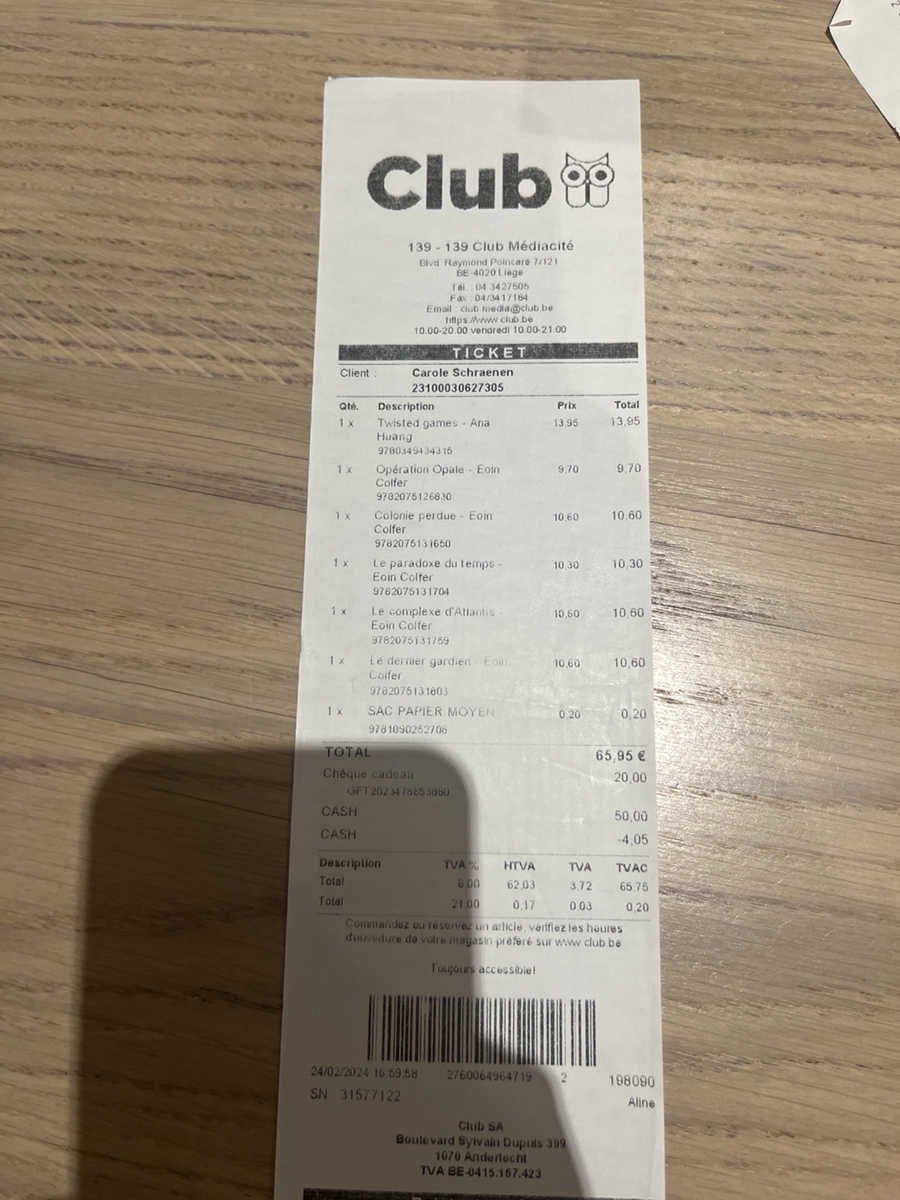 Club
139 - 139 Club Médiacité
Blvd. Raymond Poincaré 7/121
BE-4020 Liège
Tél. : 04 3427505
Fax : 04/3417184
Email : club.media@club.be
https://www.club.be
10.00-20.00 vendredi 10.00-21.00
TICKET
Client : Carole Schraenen
23100030627305
Qté. Description Prix Total
1 x Twisted games - Ana 13,95 13,95
Huang
9780349434315
1 x Opération Opale - Eoin 9,70 9,70
Colfer
9782075126830
1 x Colonie perdue - Eoin 10,60 10,60
Colfer
9782075131650
1 x Le paradoxe du temps - 10,30 10,30
Eoin Colfer
9782075131704
1 x Le complexe d'Atlantis - 10,60 10,60
Eoin Colfer
9782075131759
1 x Le dernier gardien - Eoin 10,60 10,60
Colfer
9782075131803
1 x SAC PAPIER MOYEN 0,20 0,20
9781090252708
TOTAL 65,95 €
Chèque cadeau 20,00
GFT2023478653880
CASH 50,00
CASH -4,05
Description TVA % HTVA TVA TVAC
Total 6,00 62,03 3,72 65,75
Total 21,00 0,17 0,03 0,20
Commandez ou réservez un article, vérifiez les heures
d'ouverture de votre magasin préféré sur www.club.be
Toujours accessible!
24/02/2024 16:59:58 2760064964719 2 198090
SN : 31577122 Aline
Club SA
Boulevard Sylvain Dupuis 399
1070 Anderlecht
TVA BE-0415.167.423